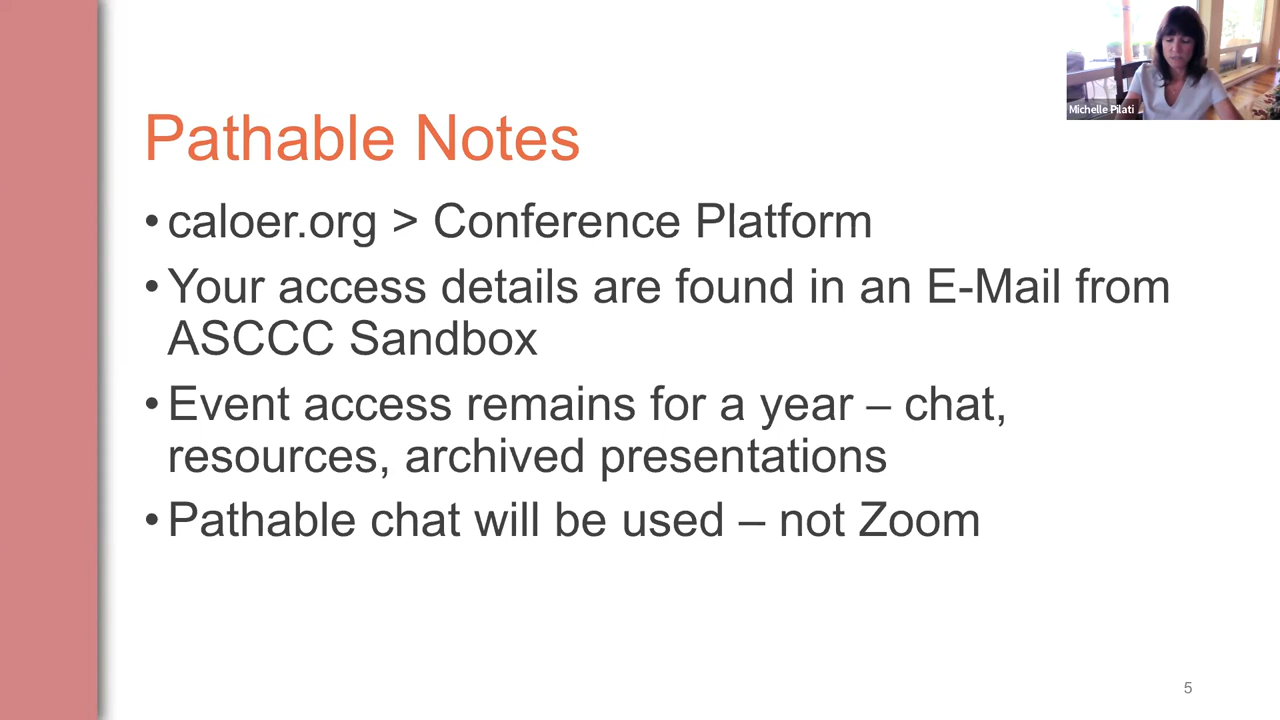 Michelle Pilati
Pathable Notes
• caloer.org > Conference Platform
• Your access details are found in an E-Mail from
ASCCC Sandbox
• Event access remains for a year – chat,
resources, archived presentations
• Pathable chat will be used – not Zoom
5